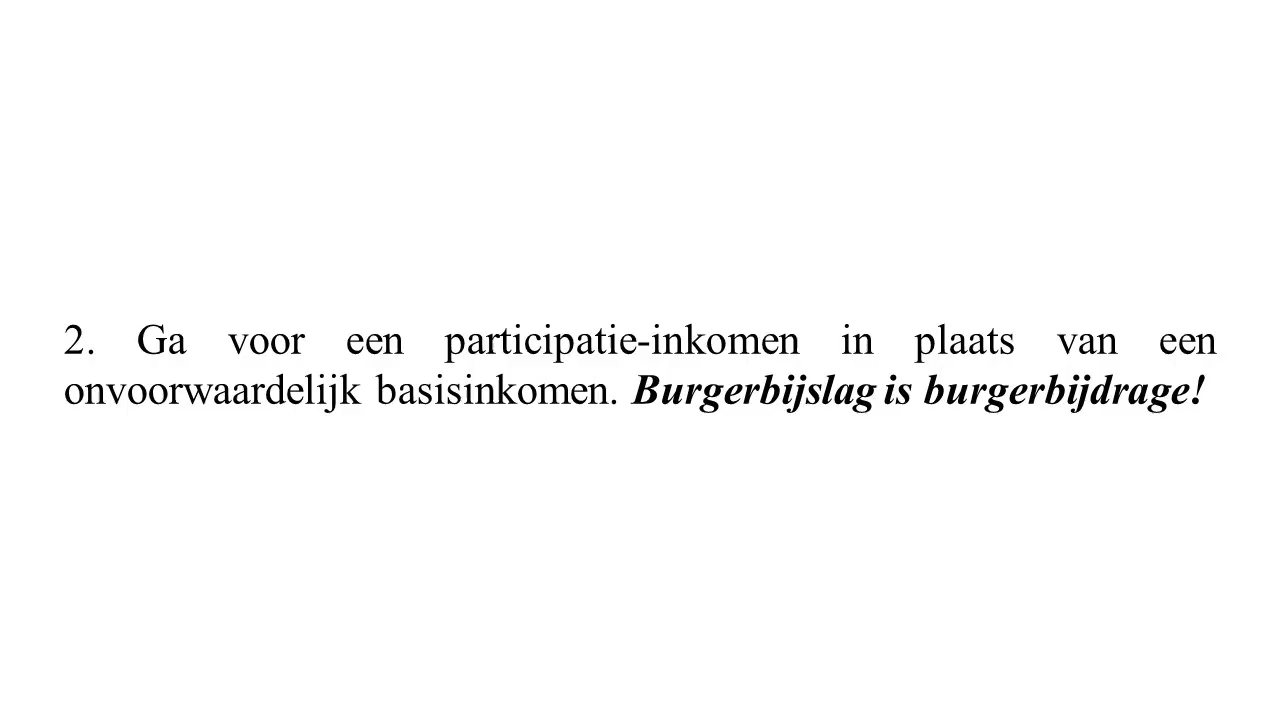 2. Ga voor een participatie-inkomen in plaats van een
onvoorwaardelijk basisinkomen. Burgerbijslag is burgerbijdrage!